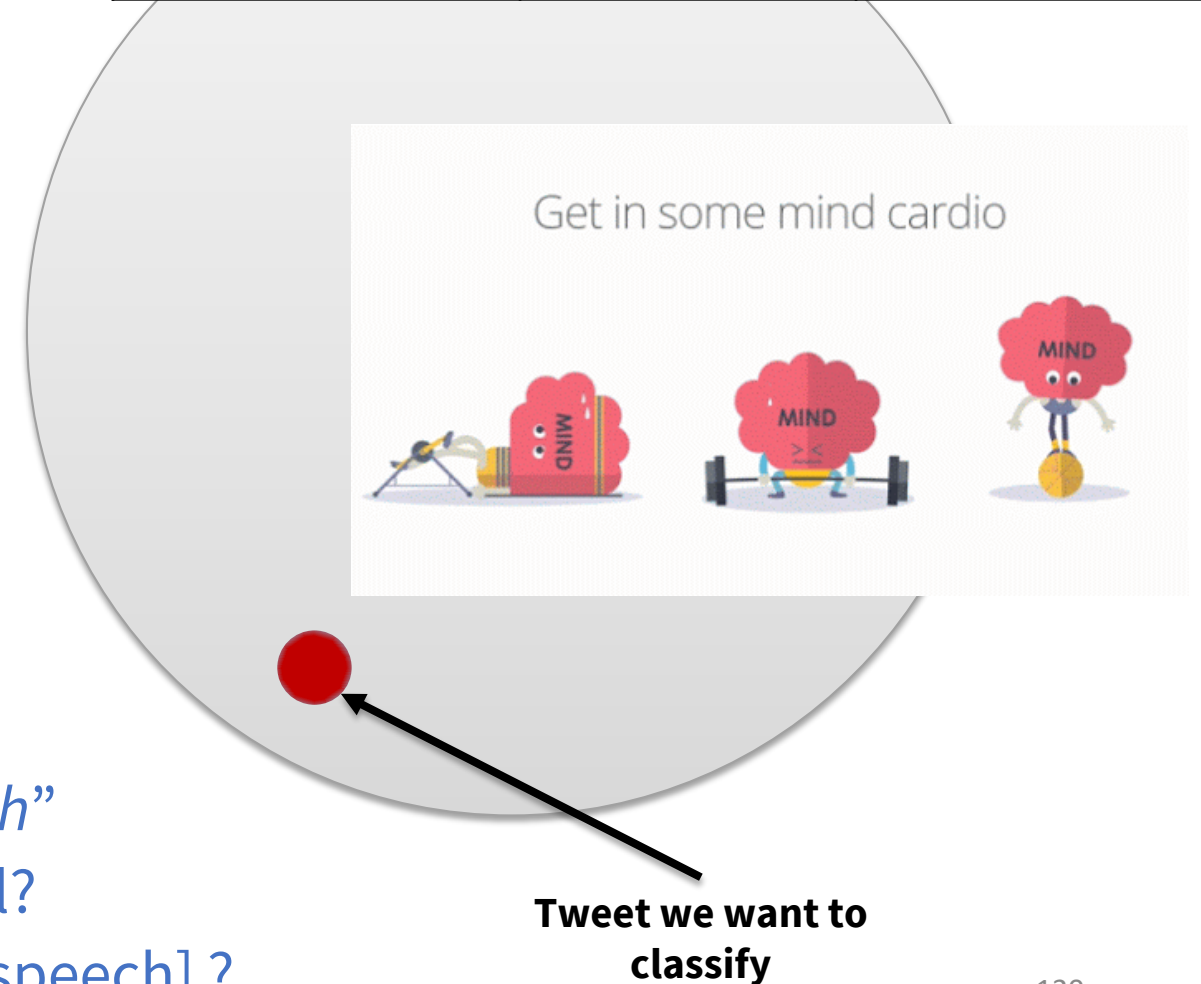 Get in some mind cardio
MIND
MIND
MIND
h”
l?
speech] ?
Tweet we want to
classify